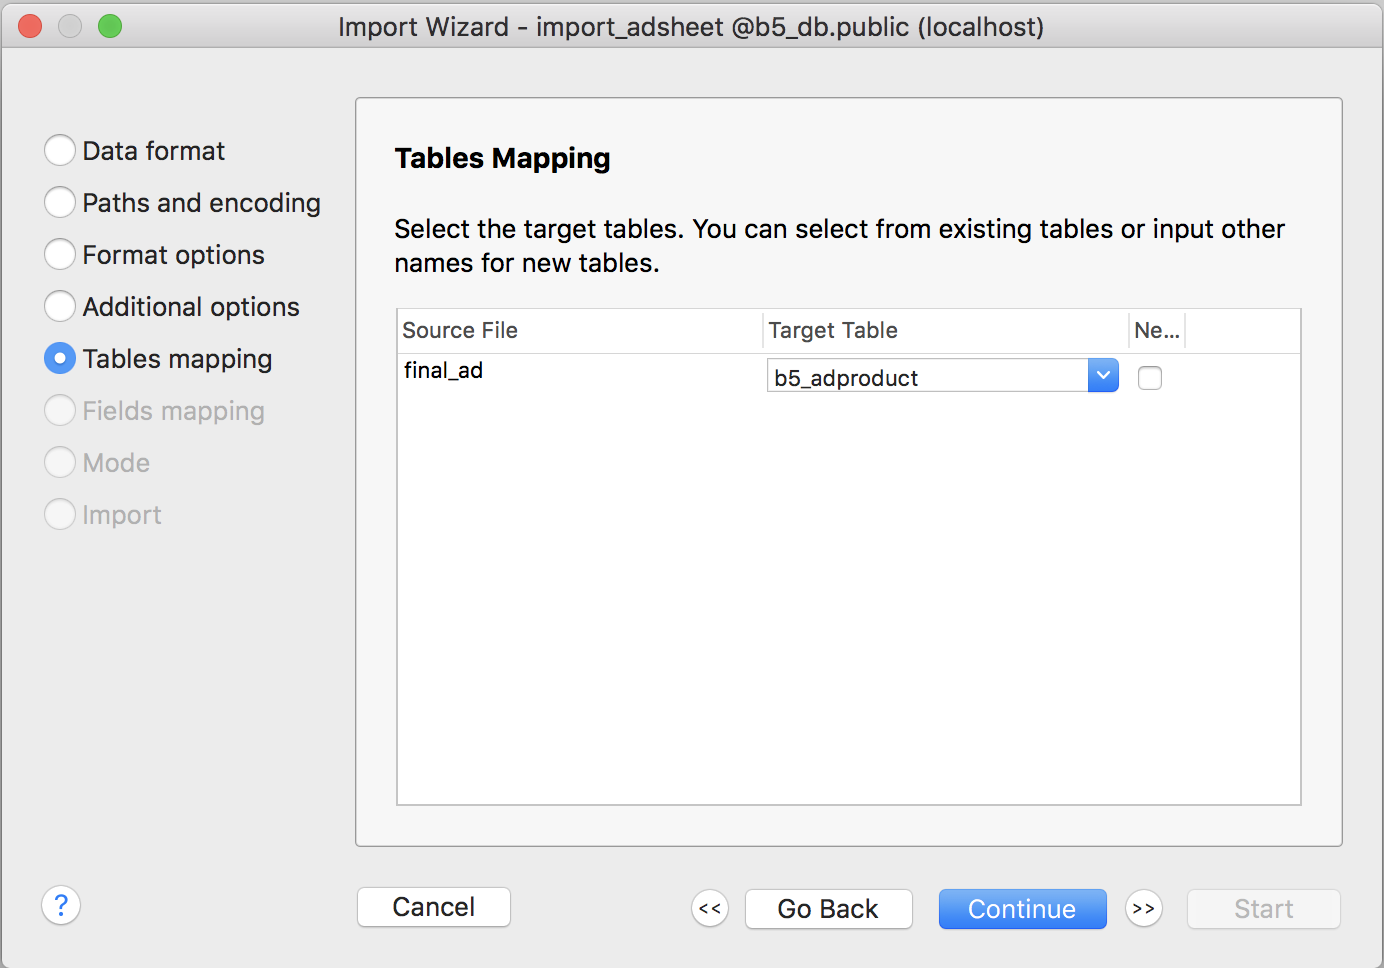 Import Wizard - import_adsheet @b5_db.public (localhost)
Data format
Paths and encoding
Format options
Additional options
Tables mapping
Fields mapping
Mode
Import
Tables Mapping
Select the target tables. You can select from existing tables or input other
names for new tables.
Source File Target Table Ne...
final_ad b5_adproduct
? Cancel << Go Back Continue >> Start